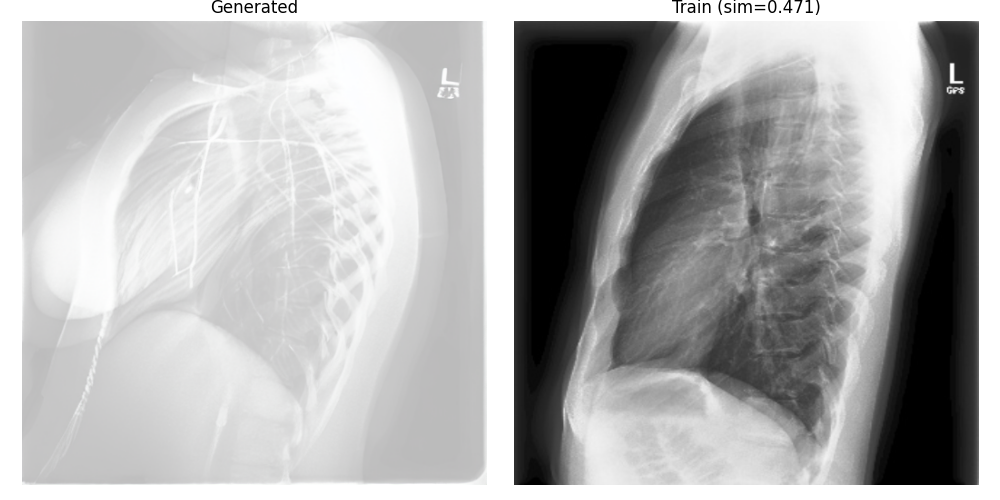 Generated
Train (sim=0.471)
L
L
GPS